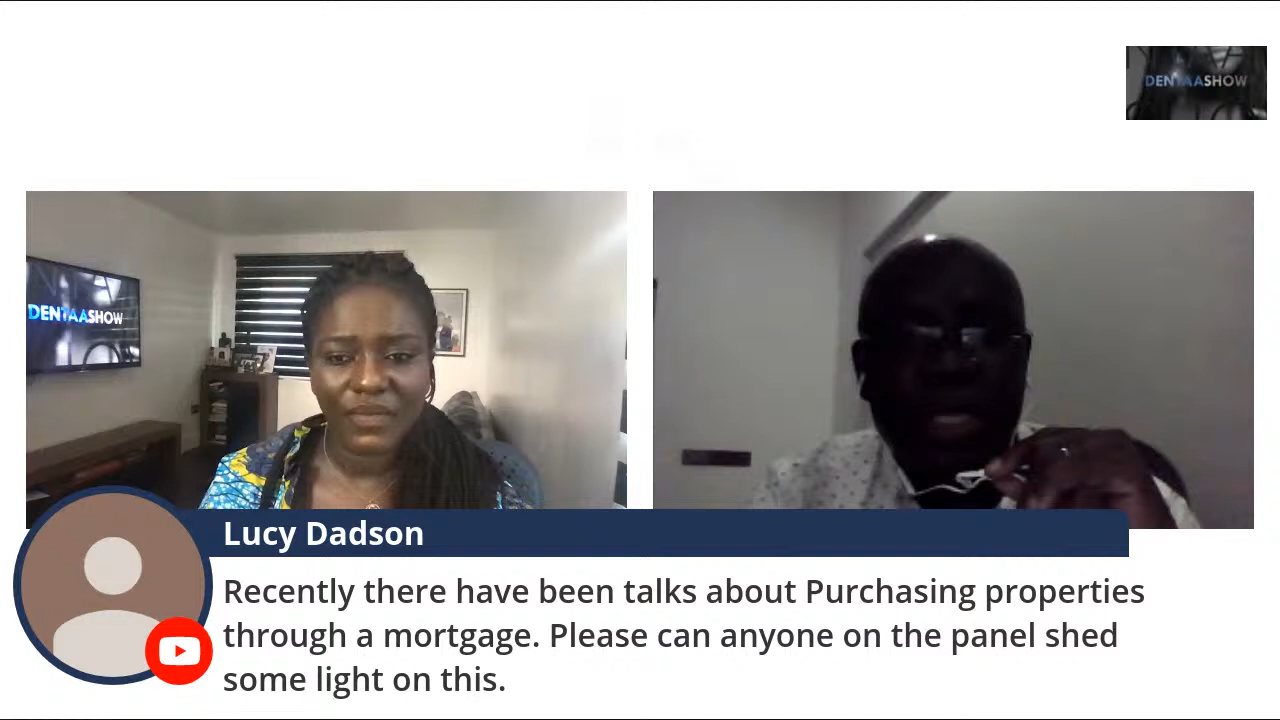 DENTAASHOW
DENTAASHOW
Lucy Dadson
Recently there have been talks about Purchasing properties
through a mortgage. Please can anyone on the panel shed
some light on this.